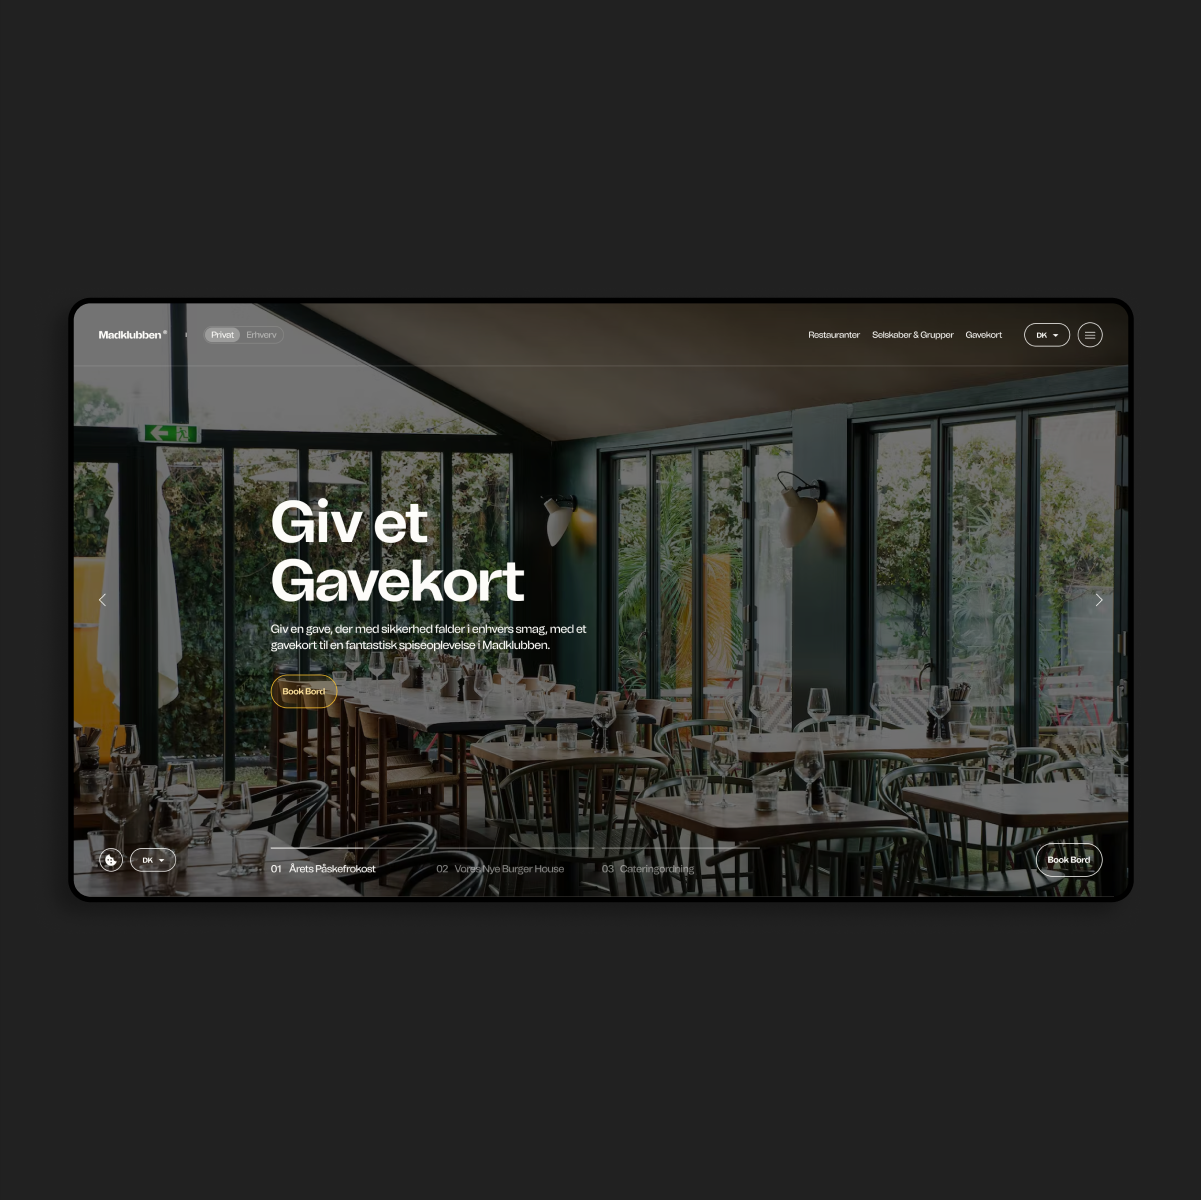 Madklubben®
Privat Erhverv
Restauranter Selskaber & Grupper Gavekort DK
Giv et
Gavekort
Giv en gave, der med sikkerhed falder i enhvers smag, med et
gavekort til en fantastisk spiseoplevelse i Madklubben.
Book Bord
DK
01 Årets Påskefrokost 02 Vores Nye Burger House 03 Cateringordning
Book Bord